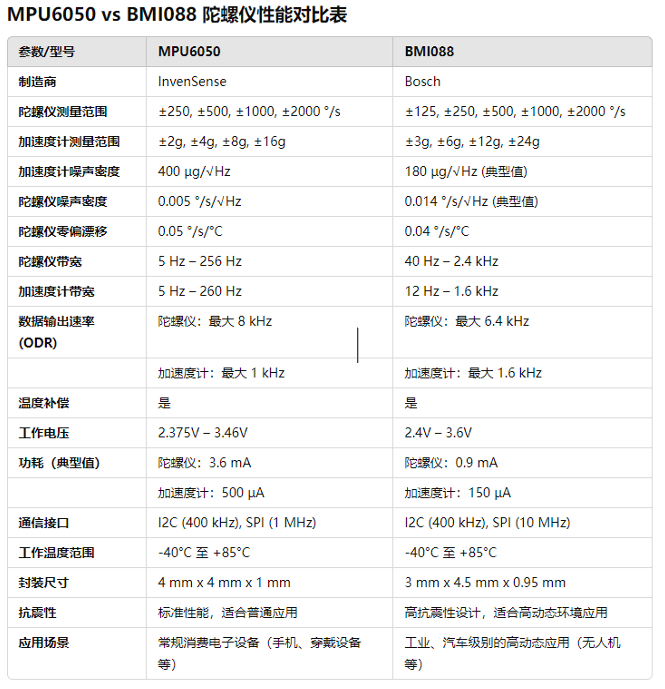 MPU6050 vs BMI088 陀螺仪性能对比表
参数/型号 MPU6050 BMI088
制造商 InvenSense Bosch
陀螺仪测量范围 ±250, ±500, ±1000, ±2000 °/s ±125, ±250, ±500, ±1000, ±2000 °/s
加速度计测量范围 ±2g, ±4g, ±8g, ±16g ±3g, ±6g, ±12g, ±24g
加速度计噪声密度 400 µg/√Hz 180 µg/√Hz (典型值)
陀螺仪噪声密度 0.005 °/s/√Hz 0.014 °/s/√Hz (典型值)
陀螺仪零偏漂移 0.05 °/s/°C 0.04 °/s/°C
陀螺仪带宽 5 Hz – 256 Hz 40 Hz – 2.4 kHz
加速度计带宽 5 Hz – 260 Hz 12 Hz – 1.6 kHz
数据输出速率 陀螺仪：最大 8 kHz 陀螺仪：最大 6.4 kHz
(ODR)
加速度计：最大 1 kHz 加速度计：最大 1.6 kHz
温度补偿 是 是
工作电压 2.375V – 3.46V 2.4V – 3.6V
功耗（典型值） 陀螺仪：3.6 mA 陀螺仪：0.9 mA
加速度计：500 µA 加速度计：150 µA
通信接口 I2C (400 kHz), SPI (1 MHz) I2C (400 kHz), SPI (10 MHz)
工作温度范围 -40°C 至 +85°C -40°C 至 +85°C
封装尺寸 4 mm x 4 mm x 1 mm 3 mm x 4.5 mm x 0.95 mm
抗震性 标准性能，适合普通应用 高抗震性设计，适合高动态环境应用
应用场景 常规消费电子设备（手机、穿戴设备 工业、汽车级别的高动态应用（无人机
等） 等）